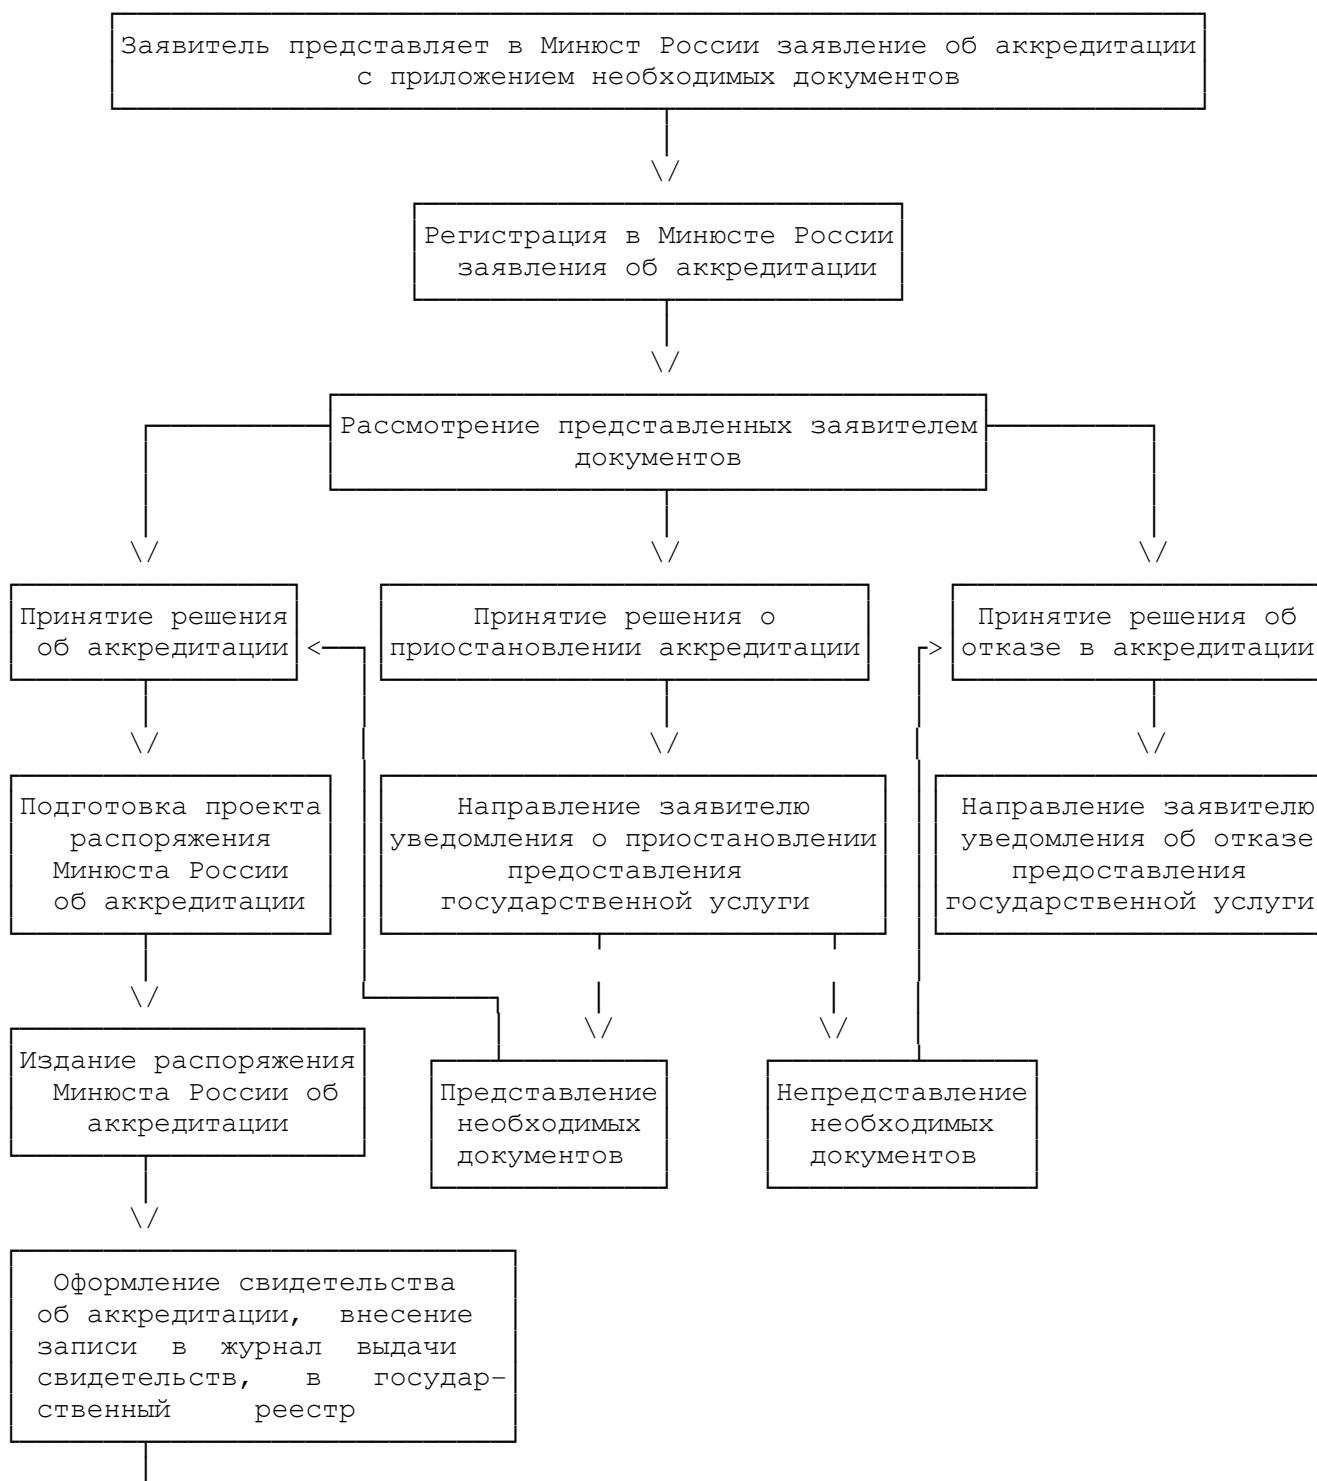 Заявитель представляет в Минюст России заявление об аккредитации
с приложением необходимых документов
Регистрация в Минюсте России
заявления об аккредитации
Рассмотрение представленных заявителем
документов
Принятие решения
об аккредитации
Принятие решения о
приостановлении аккредитации
Принятие решения об
отказе в аккредитации
Подготовка проекта
распоряжения
Минюста России
об аккредитации
Направление заявителю
уведомления о приостановлении
предоставления
государственной услуги
Направление заявителю
уведомления об отказе
предоставления
государственной услуги
Издание распоряжения
Минюста России об
аккредитации
Представление
необходимых
документов
Непредставление
необходимых
документов
Оформление свидетельства
об аккредитации, внесение
записи в журнал выдачи
свидетельств, в государ-
ственный реестр